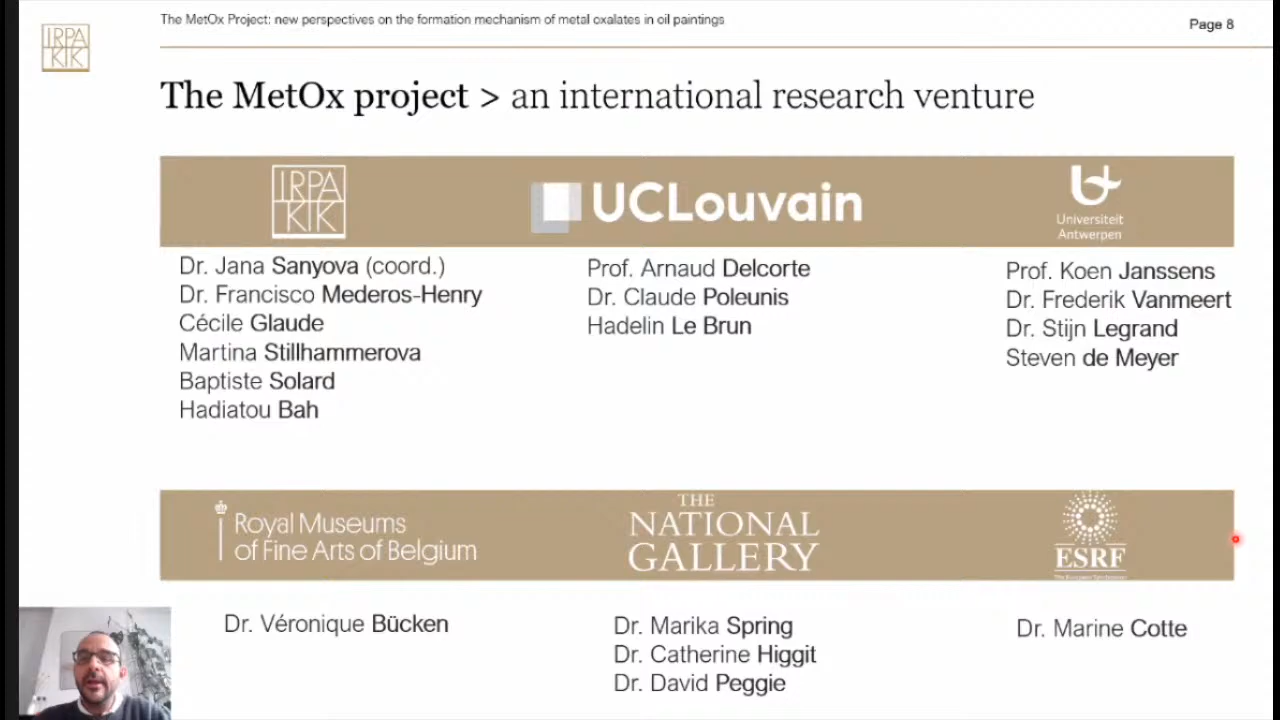 The MetOx Project: new perspectives on the formation mechanism of metal oxalates in oil paintings
Page 8
IRPA
KIK
The MetOx project > an international research venture
IRPA
KIK
UCLouvain
Universiteit
Antwerpen
Dr. Jana Sanyova (coord.)
Dr. Francisco Mederos-Henry
Cécile Glaude
Martina Stillhammerova
Baptiste Solard
Hadiatou Bah
Prof. Arnaud Delcorte
Dr. Claude Poleunis
Hadelin Le Brun
Prof. Koen Janssens
Dr. Frederik Vanmeert
Dr. Stijn Legrand
Steven de Meyer
Royal Museums
of Fine Arts of Belgium
THE
NATIONAL
GALLERY
ESRF
Dr. Véronique Bücken
Dr. Marika Spring
Dr. Catherine Higgit
Dr. David Peggie
Dr. Marine Cotte